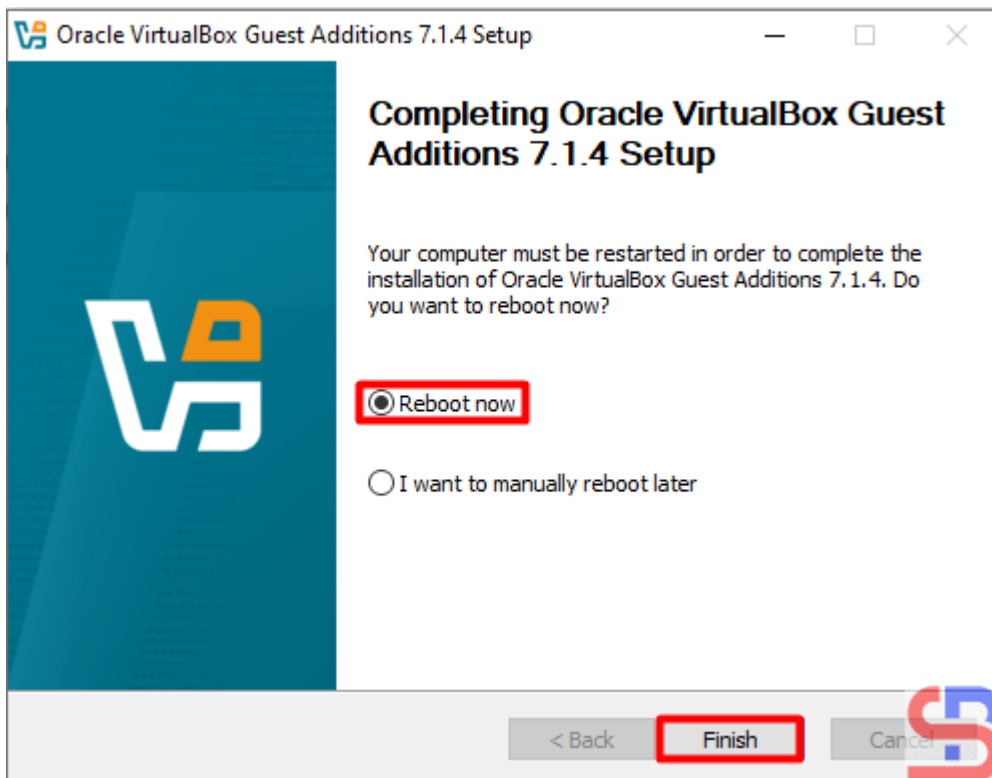 Oracle VirtualBox Guest Additions 7.1.4 Setup
Completing Oracle VirtualBox Guest
Additions 7.1.4 Setup
Your computer must be restarted in order to complete the
installation of Oracle VirtualBox Guest Additions 7.1.4. Do
you want to reboot now?
Reboot now
I want to manually reboot later
< Back
Finish
Cancel